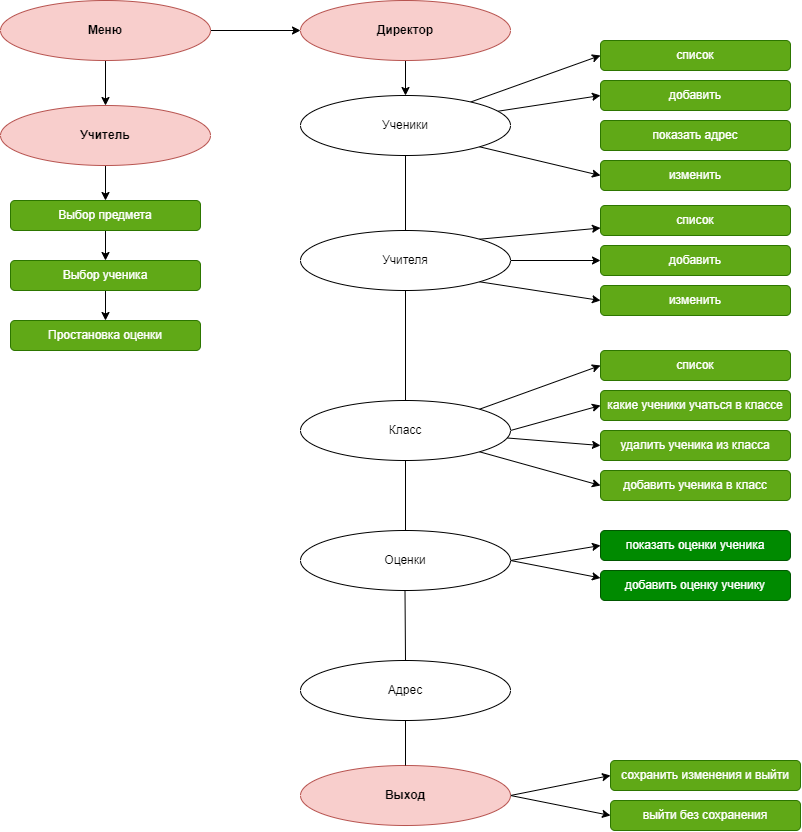 Меню
Директор
Учитель
Выбор предмета
Выбор ученика
Простановка оценки
Ученики
список
добавить
показать адрес
изменить
Учителя
список
добавить
изменить
Класс
список
какие ученики учаться в классе
удалить ученика из класса
добавить ученика в класс
Оценки
показать оценки ученика
добавить оценку ученику
Адрес
Выход
сохранить изменения и выйти
выйти без сохранения